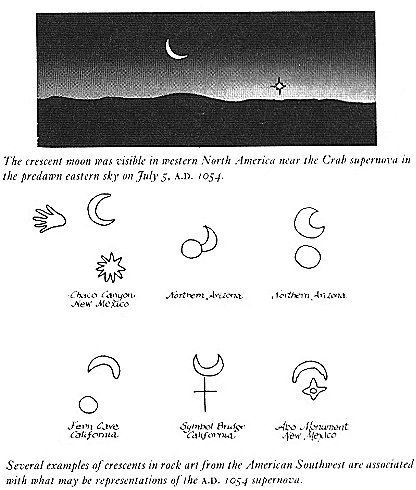 The crescent moon was visible in western North America near the Crab supernova in
the predawn eastern sky on July 5, A.D. 1054.
Chaco Canyon
New Mexico
Northern Arizona
Northern Arizona
Fern Cave
California
Symbol Bridge
California
Abo Monument
New Mexico
Several examples of crescents in rock art from the American Southwest are associated
with what may be representations of the A.D. 1054 supernova.